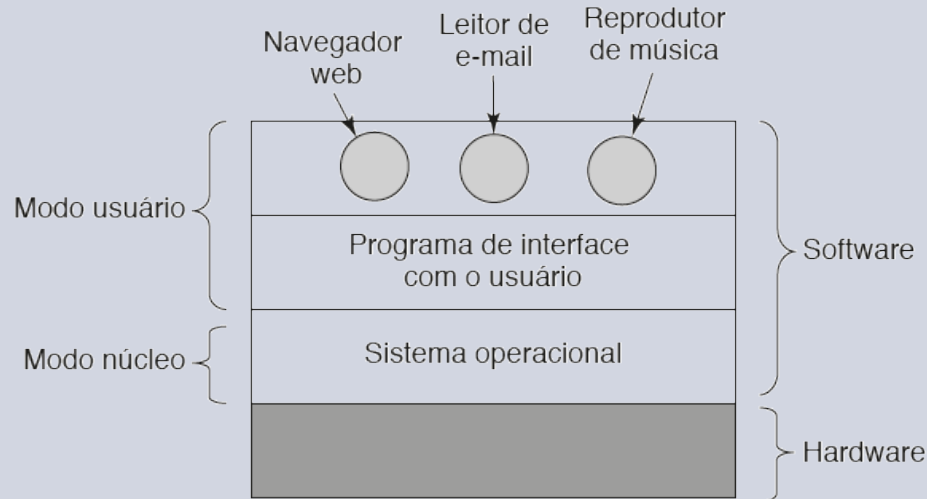 Navegador
web
Leitor de
e-mail
Reprodutor
de música
Modo usuário
Programa de interface
com o usuário
Software
Modo núcleo
Sistema operacional
Hardware